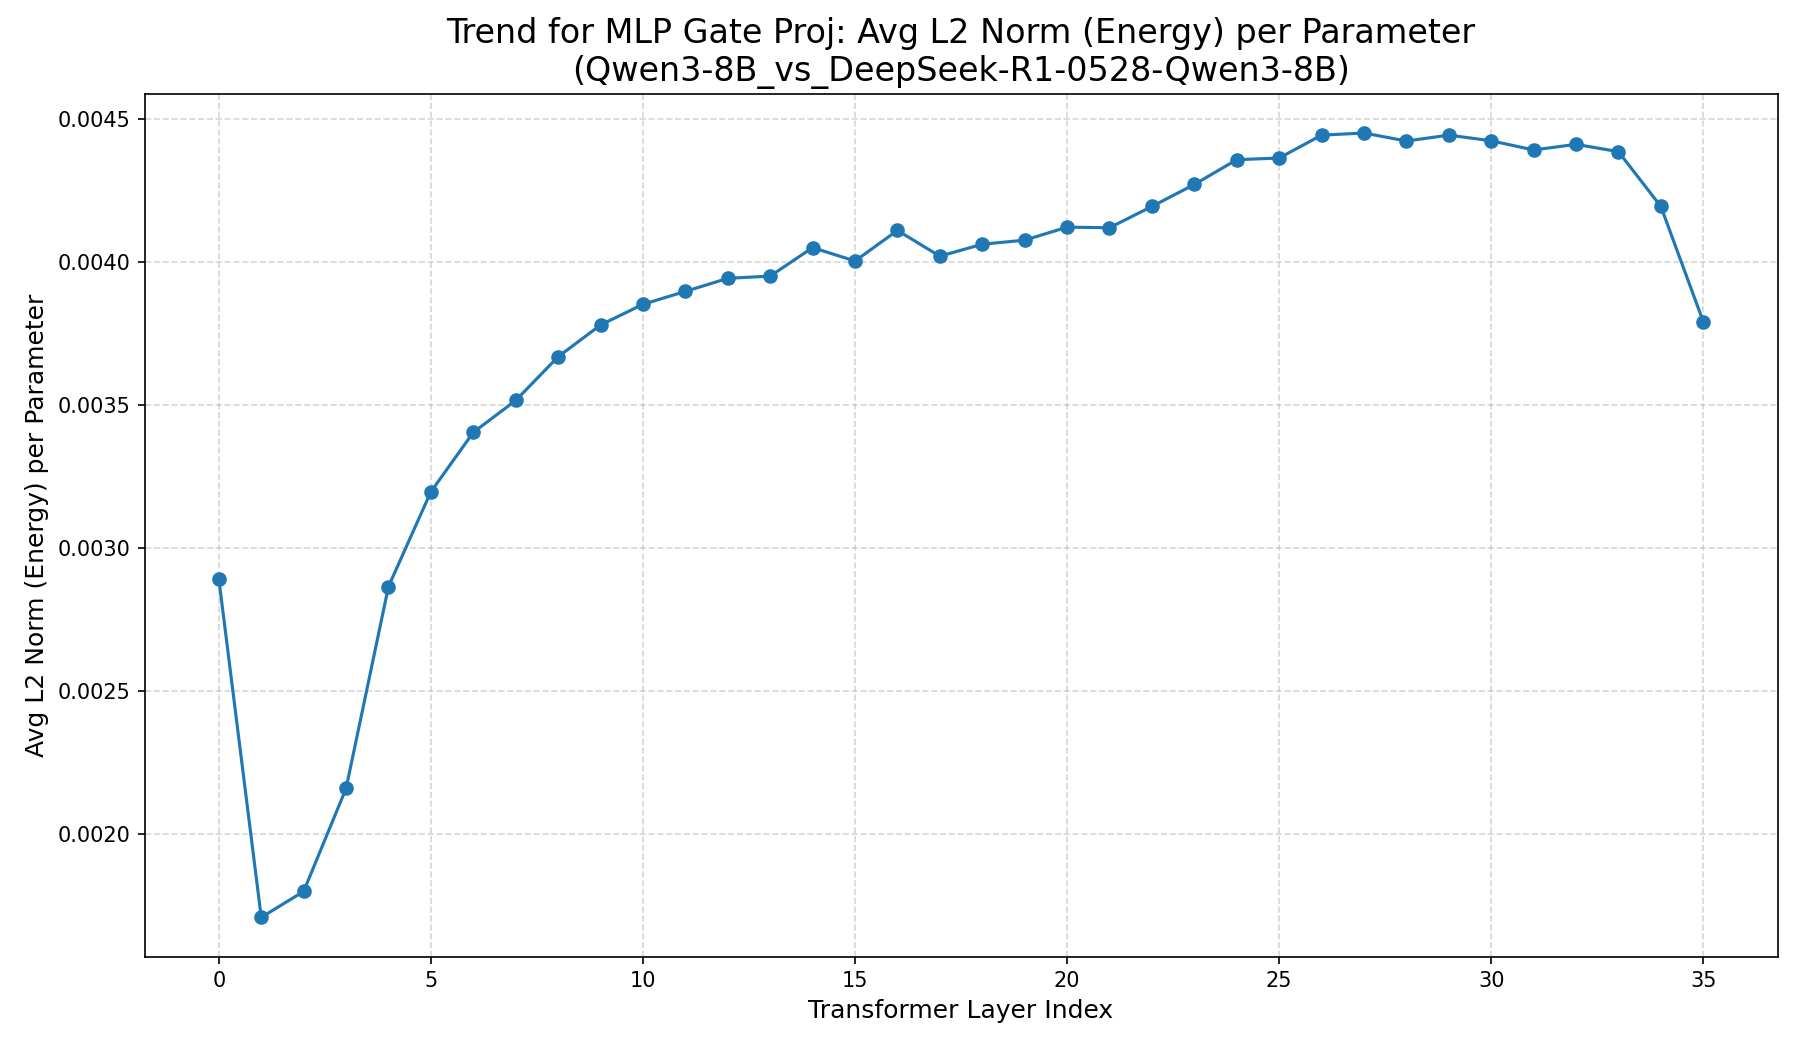 Trend for MLP Gate Proj: Avg L2 Norm (Energy) per Parameter
(Qwen3-8B_vs_DeepSeek-R1-0528-Qwen3-8B)
Avg L2 Norm (Energy) per Parameter
0.0045
0.0040
0.0035
0.0030
0.0025
0.0020
0 5 10 15 20 25 30 35
Transformer Layer Index